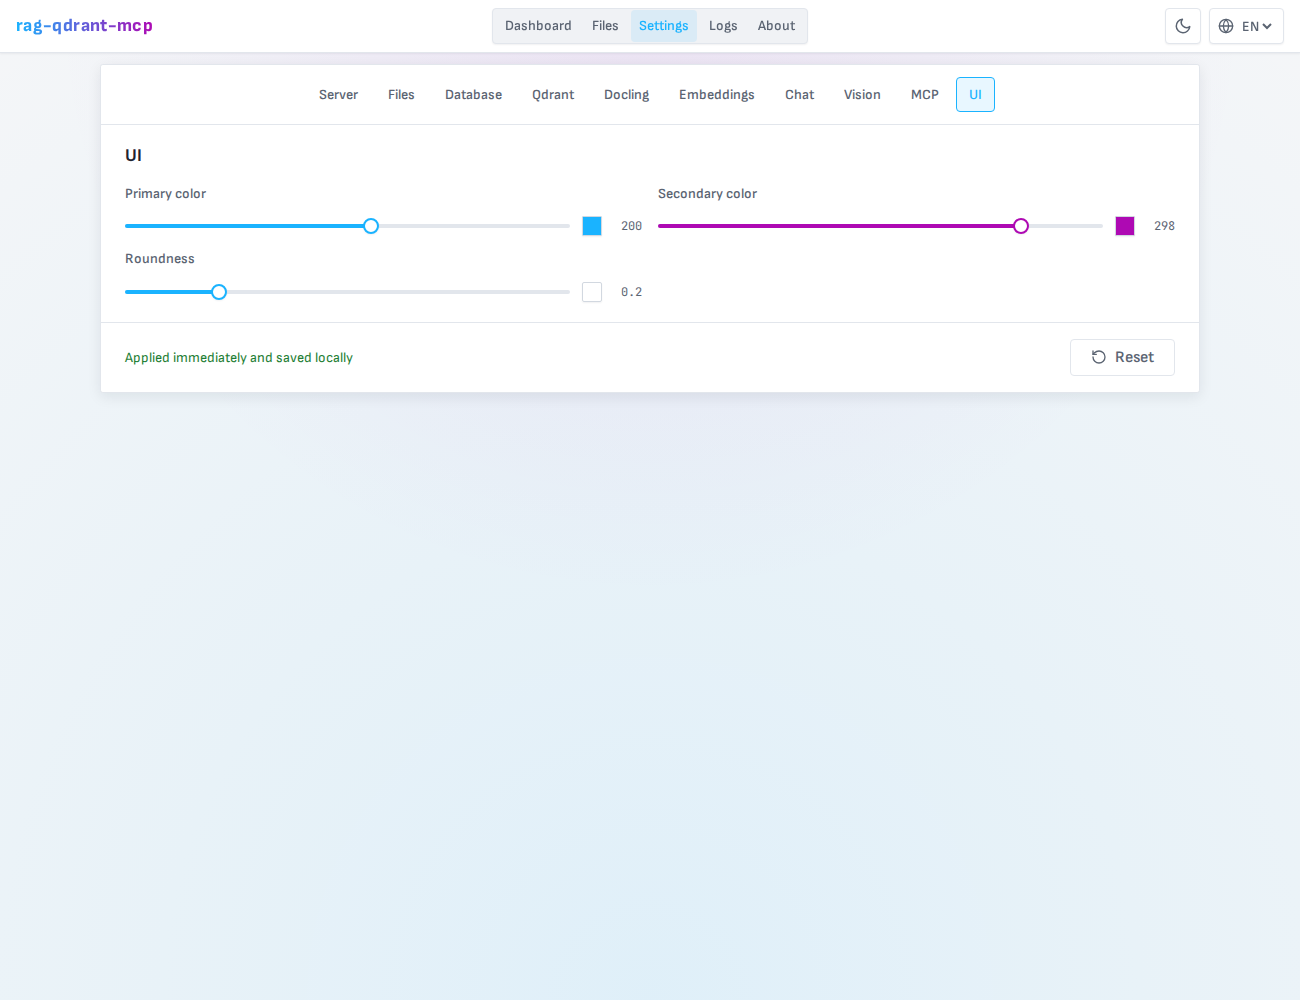 rag-qdrant-mcp
Dashboard Files Settings Logs About
EN
Server Files Database Qdrant Docling Embeddings Chat Vision MCP UI
UI
Primary color
200
Secondary color
298
Roundness
0.2
Applied immediately and saved locally
Reset